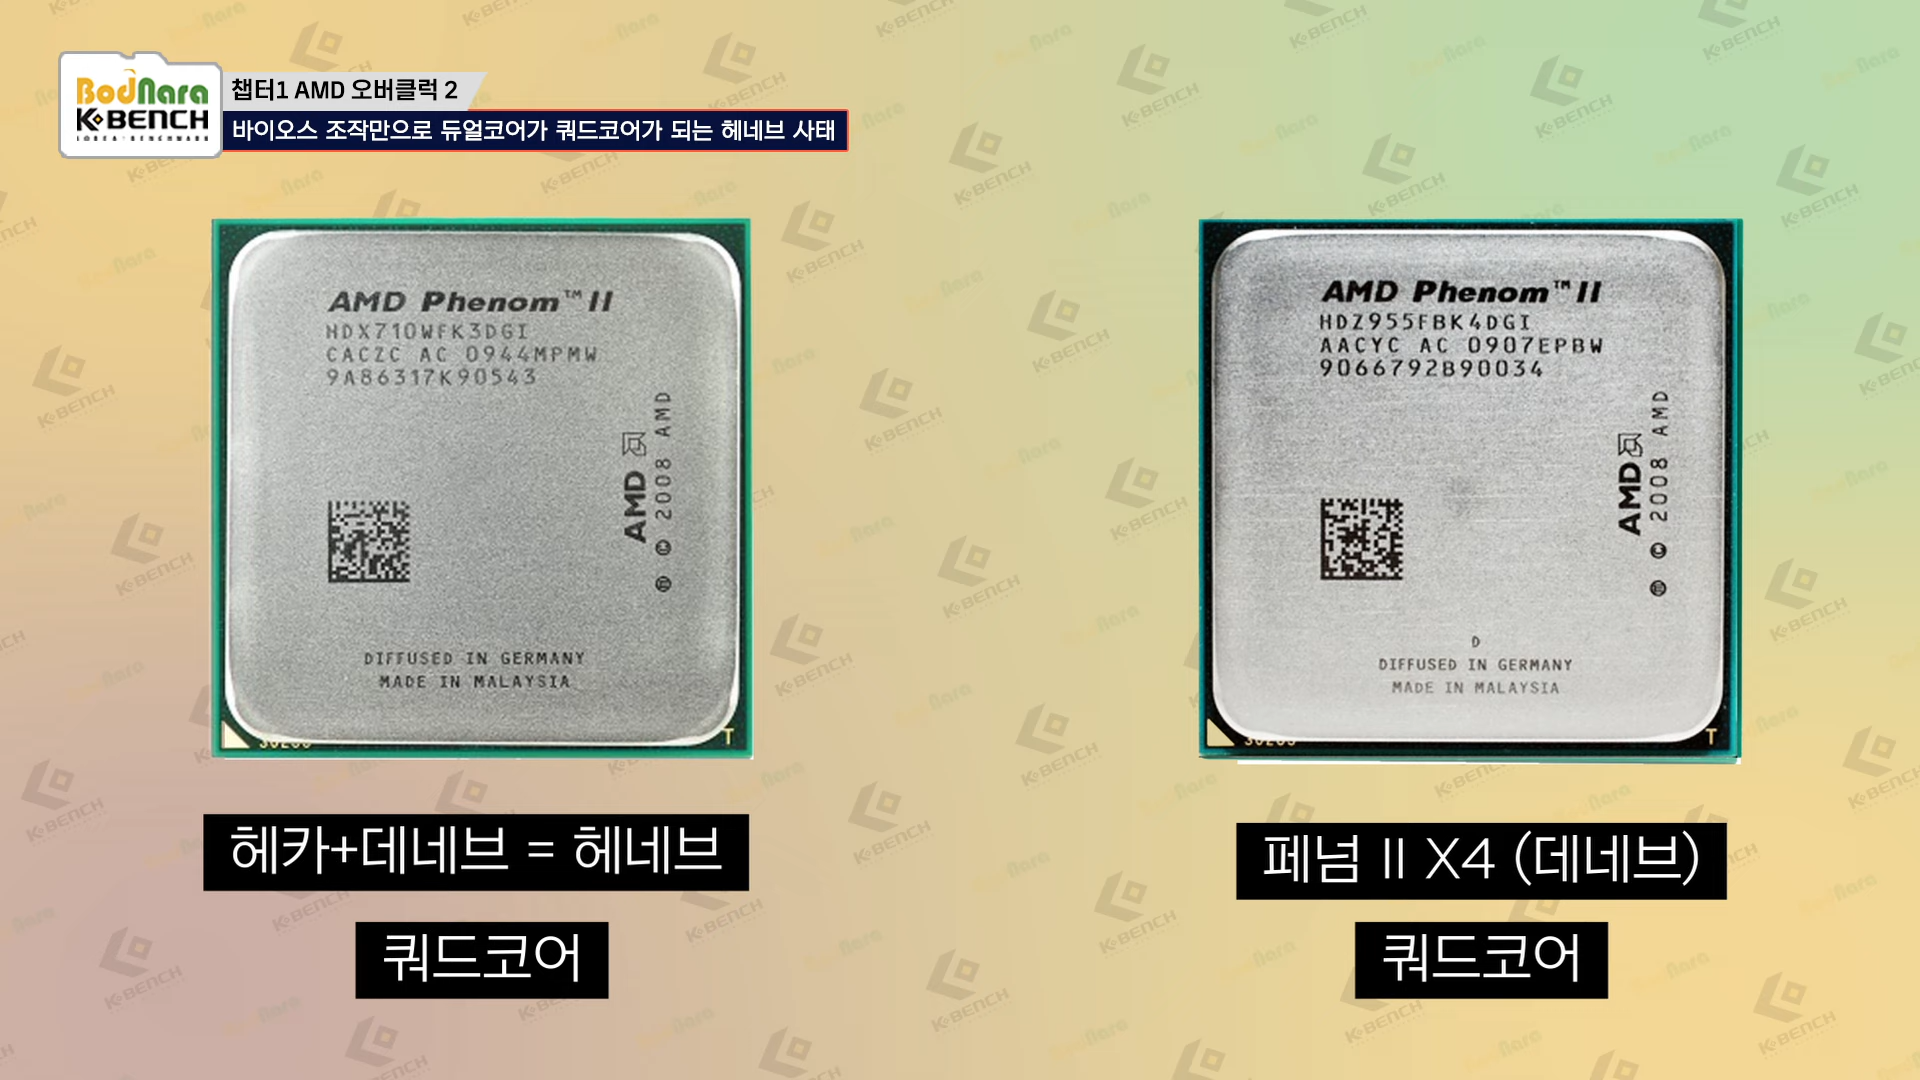 BodNara
K-BENCH
KOREA · BENCHMARK
챕터1 AMD 오버클럭 2
바이오스 조작만으로 듀얼코어가 쿼드코어가 되는 헤네브 사태
AMD Phenom™ II
HDX710WFK3DGI
CACZC AC 0944MPMW
9A86317K90543
AMD
© 2008 AMD
DIFFUSED IN GERMANY
MADE IN MALAYSIA
T
AMD Phenom™ II
HDZ955FBK4DGI
AACYC AC 0907EPBW
9066792B90034
AMD
© 2008 AMD
D
DIFFUSED IN GERMANY
MADE IN MALAYSIA
T
헤카+데네브 = 헤네브
쿼드코어
페넘 II X4 (데네브)
쿼드코어